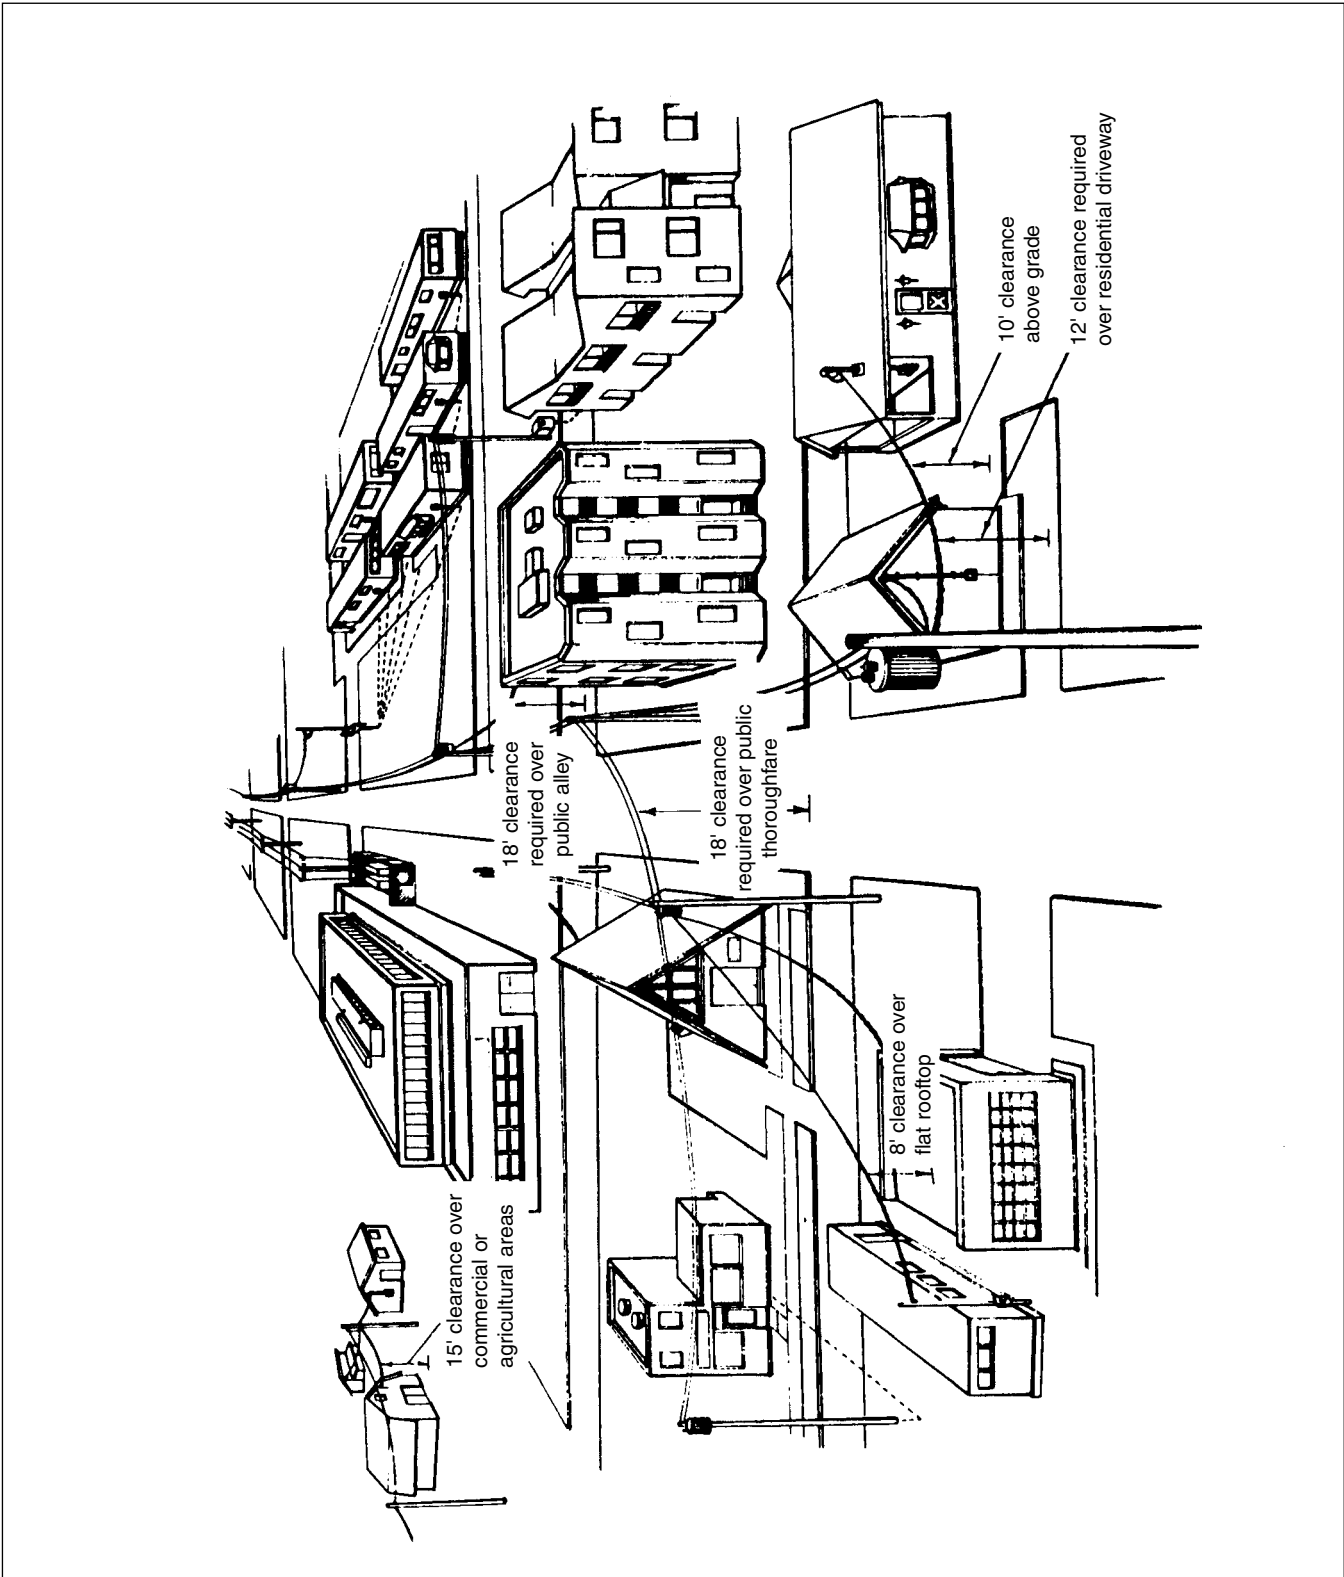 15' clearance over
commercial or
agricultural areas
18' clearance
required over
public alley
18' clearance
required over public
thoroughfare
8' clearance over
flat rooftop
10' clearance
above grade
12' clearance required
over residential driveway